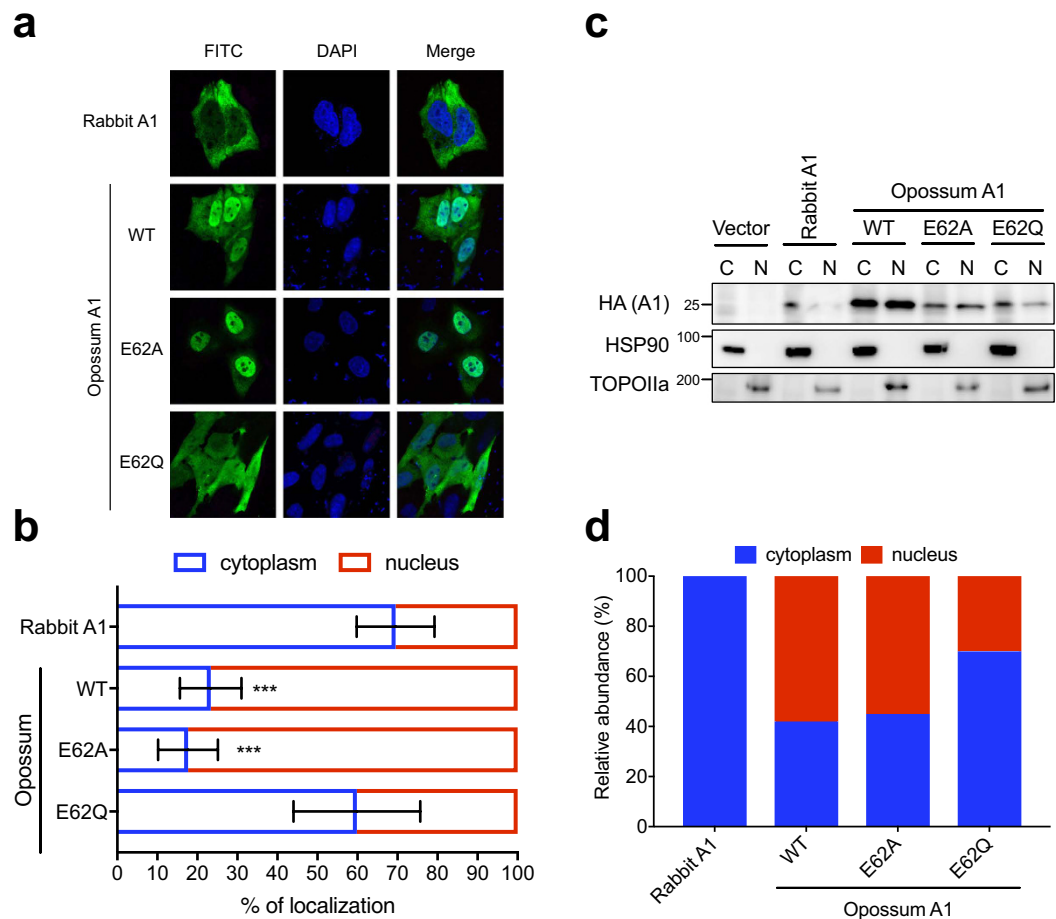 a
FITC DAPI Merge
Rabbit A1
Opossum A1
WT
E62A
E62Q
b
cytoplasm nucleus
Rabbit A1
Opossum
WT ***
E62A ***
E62Q
0 10 20 30 40 50 60 70 80 90 100
% of localization
c
Opossum A1
Vector Rabbit A1 WT E62A E62Q
C N C N C N C N C N
HA (A1) 25
HSP90 100
TOPOIIa 200
d
cytoplasm nucleus
Relative abundance (%)
100
80
60
40
20
0
Rabbit A1 WT E62A E62Q
Opossum A1